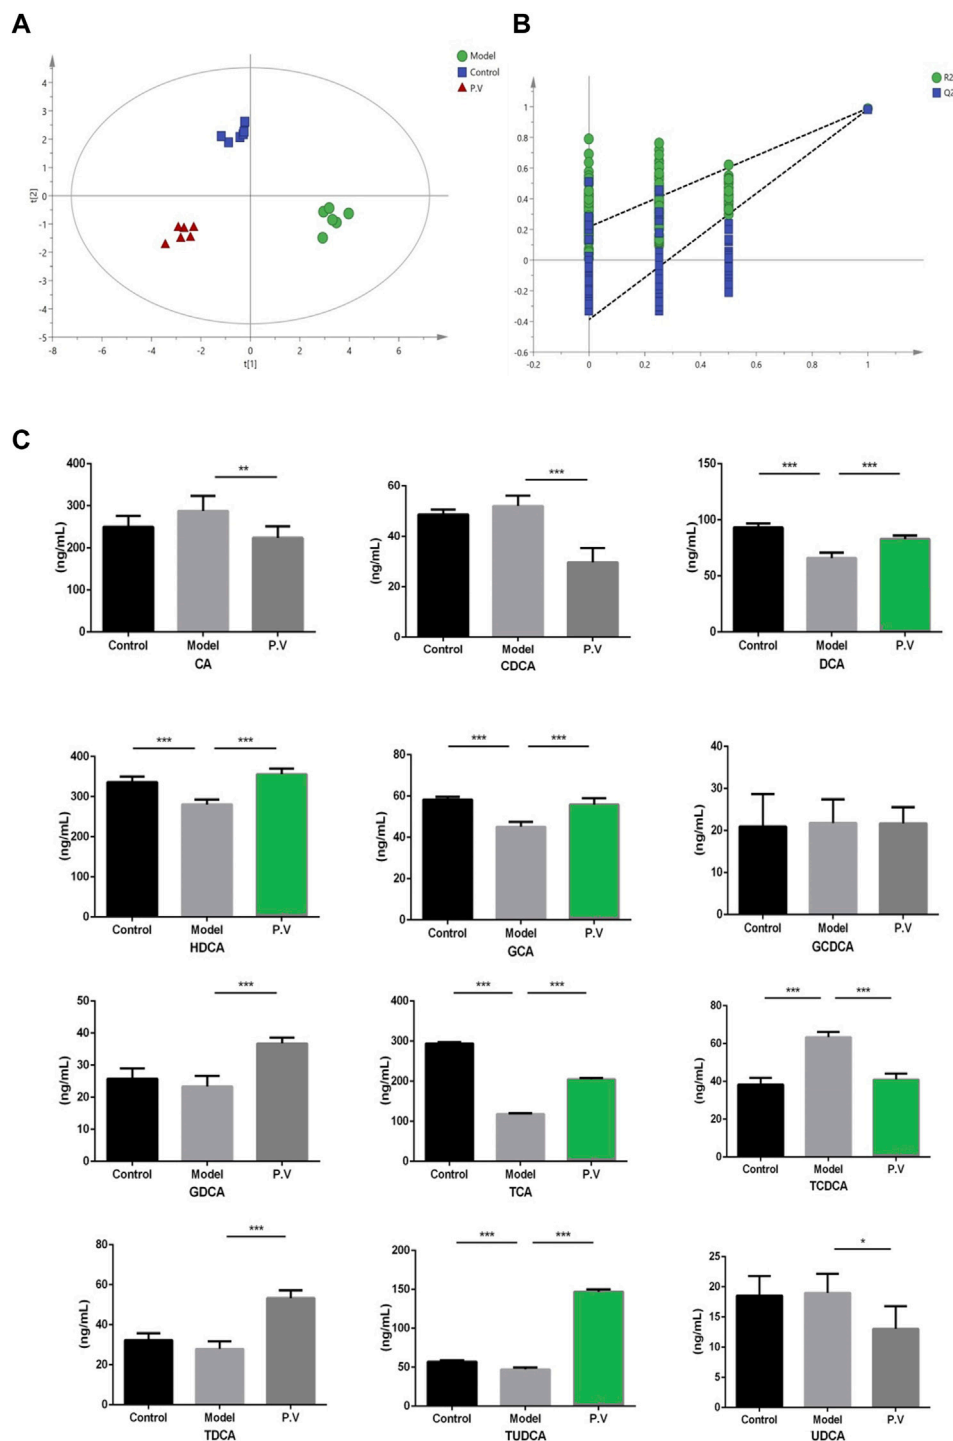 A
B
Model
Control
P.V
4
3
2
1
0
-1
-2
-3
-4
-5
t[2]
-8 -6 -4 -2 0 2 4 6
t[1]
R2
Q2
1
0.8
0.6
0.4
0.2
0
-0.2
-0.4
-0.6
-0.2 0 0.2 0.4 0.6 0.8 1
C
400
300
200
100
0
(ng/mL)
**
Control Model P.V
CA
60
40
20
0
(ng/mL)
***
Control Model P.V
CDCA
150
100
50
0
(ng/mL)
*** ***
Control Model P.V
DCA
400
300
200
100
0
(ng/mL)
*** ***
Control Model P.V
HDCA
80
60
40
20
0
(ng/mL)
*** ***
Control Model P.V
GCA
40
30
20
10
0
(ng/mL)
Control Model P.V
GCDCA
50
40
30
20
10
0
(ng/mL)
***
Control Model P.V
GDCA
400
300
200
100
0
(ng/mL)
*** ***
Control Model P.V
TCA
80
60
40
20
0
(ng/mL)
*** ***
Control Model P.V
TCDCA
80
60
40
20
0
(ng/mL)
***
Control Model P.V
TDCA
200
150
100
50
0
(ng/mL)
*** ***
Control Model P.V
TUDCA
25
20
15
10
5
0
(ng/mL)
*
Control Model P.V
UDCA